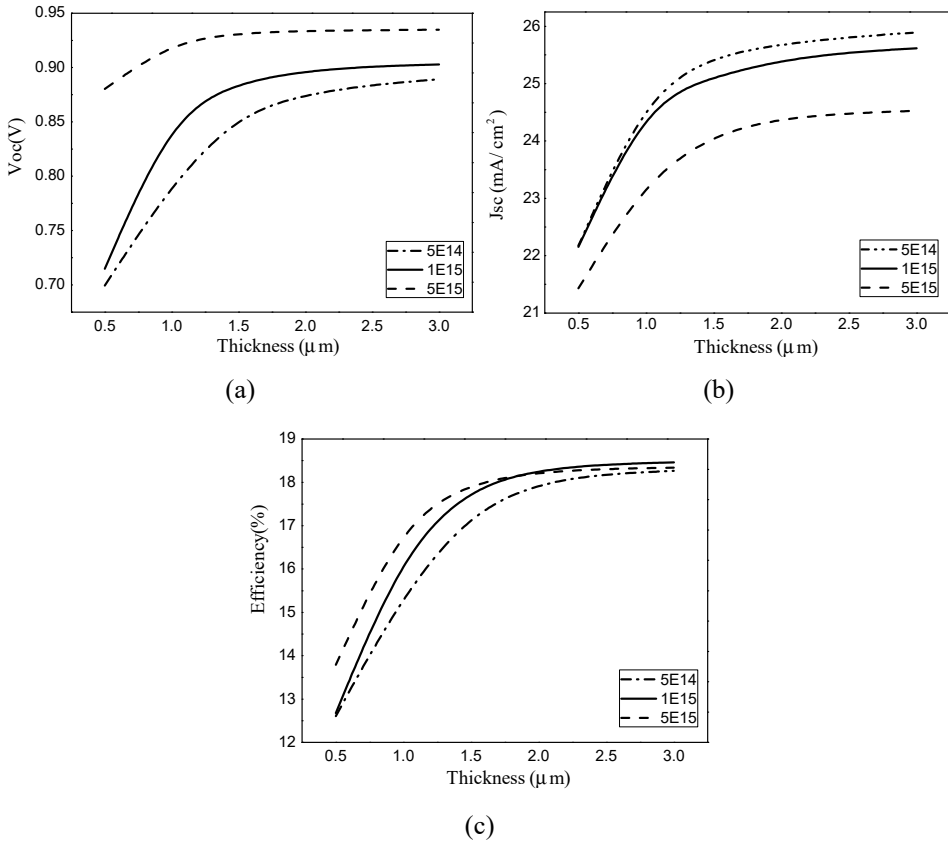 0.95
0.90
0.85
0.80
0.75
0.70
Voc(V)
5E14
1E15
5E15
0.5 1.0 1.5 2.0 2.5 3.0
Thickness (μm)
(a)
26
25
24
23
22
21
Jsc (mA/cm²)
5E14
1E15
5E15
0.5 1.0 1.5 2.0 2.5 3.0
Thickness (μm)
(b)
19
18
17
16
15
14
13
12
Efficiency(%)
5E14
1E15
5E15
0.5 1.0 1.5 2.0 2.5 3.0
Thickness (μm)
(c)